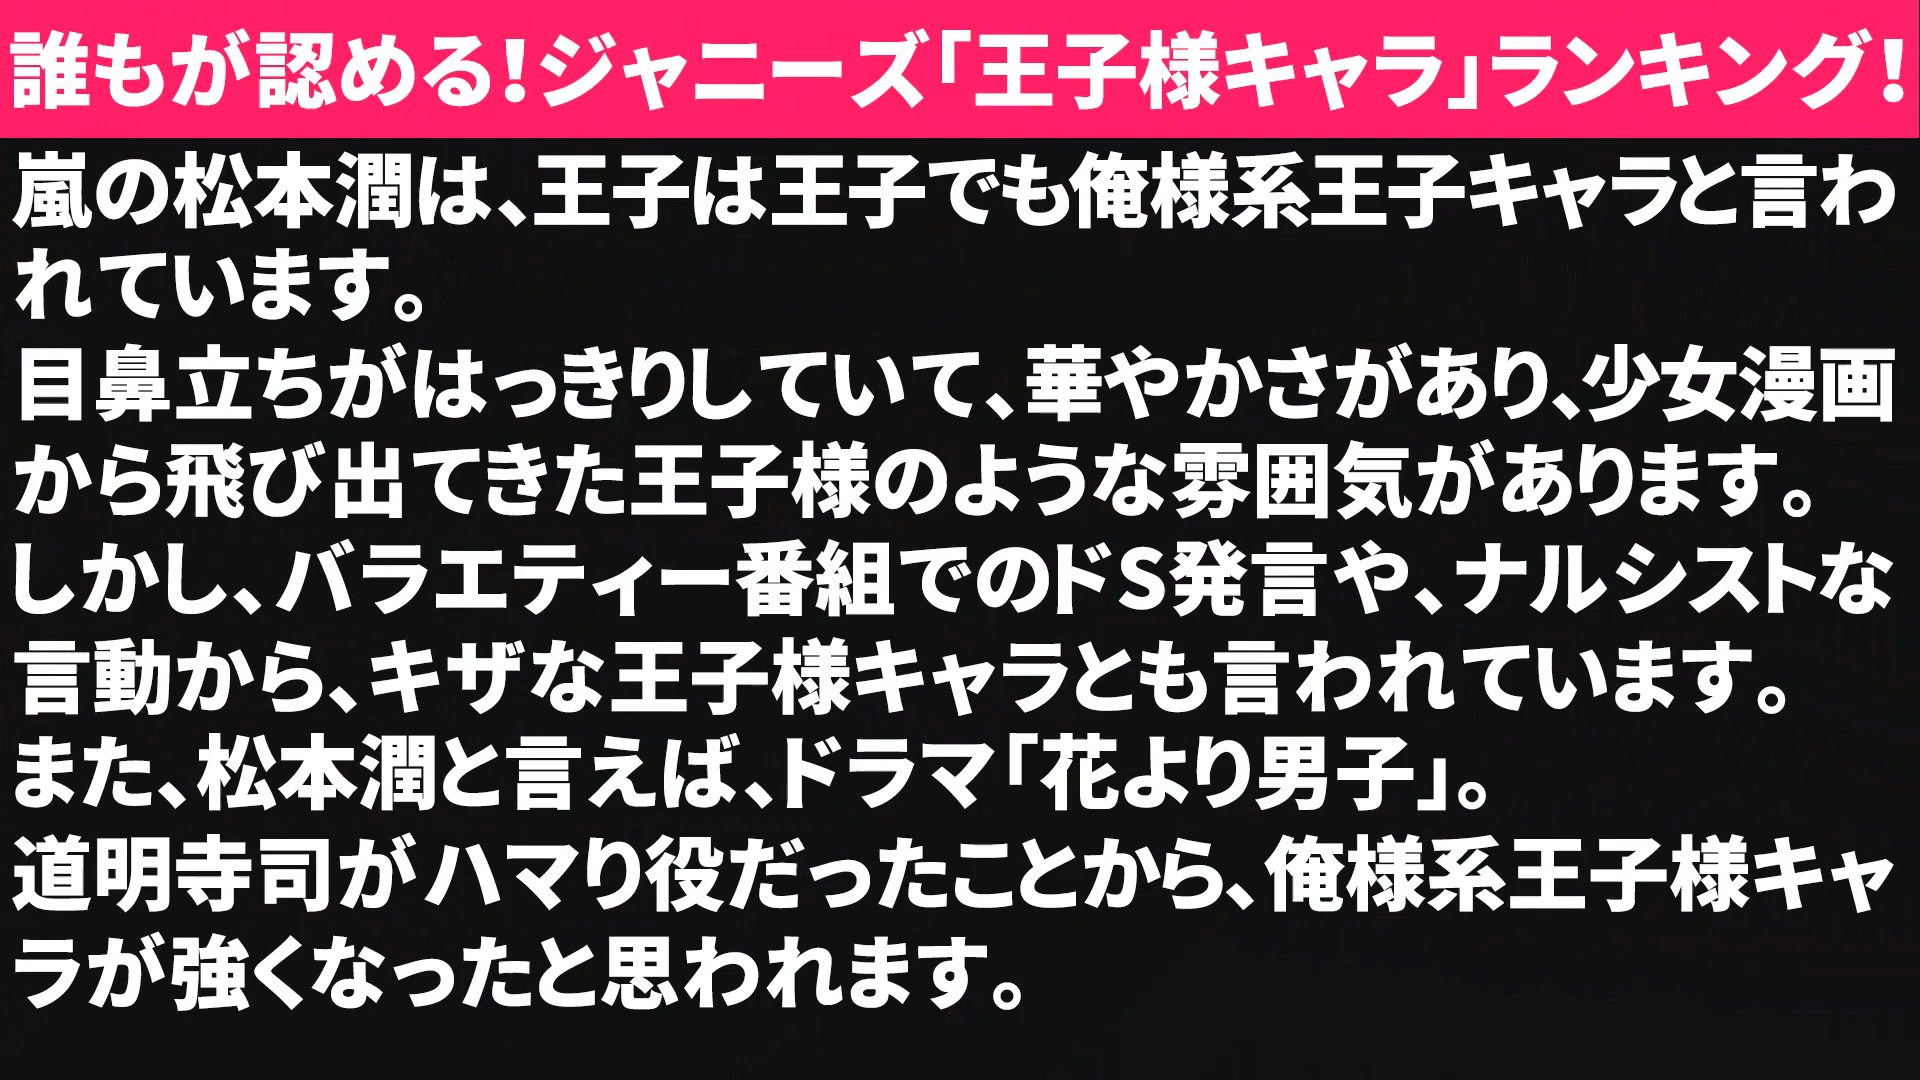 誰もが認める!ジャニーズ「王子様キャラ」ランキング!
嵐の松本潤は、王子は王子でも俺様系王子キャラと言わ
れています。
目鼻立ちがはっきりしていて、華やかさがあり、少女漫画
から飛び出てきた王子様のような雰囲気があります。
しかし、バラエティー番組でのドS発言や、ナルシストな
言動から、キザな王子様キャラとも言われています。
また、松本潤と言えば、ドラマ「花より男子」。
道明寺司がハマり役だったことから、俺様系王子様キャ
ラが強くなったと思われます。